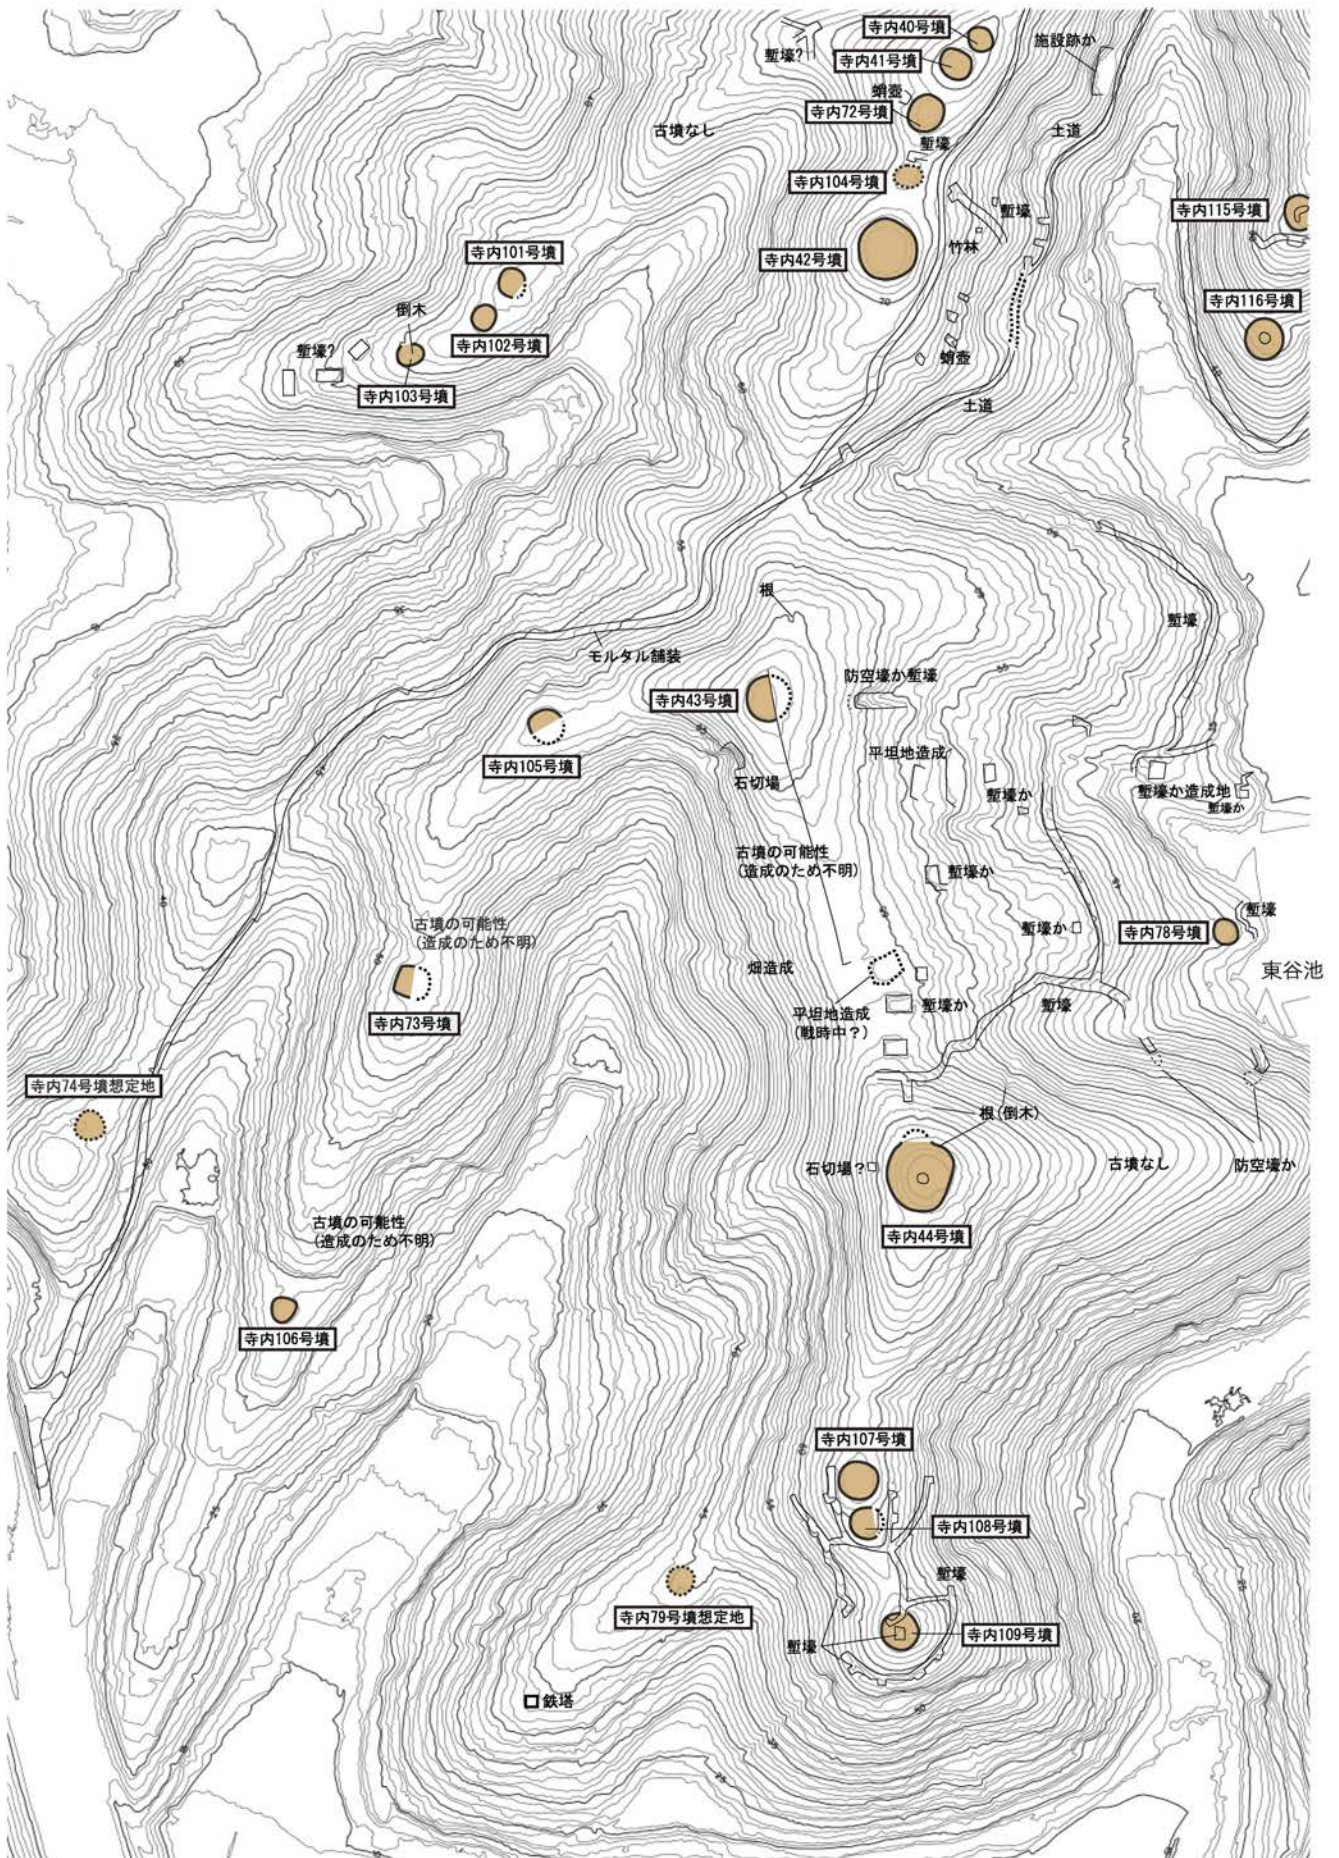 寺内40号墳
施設跡か
塹壕?
寺内41号墳
蛸壺
寺内72号墳
古墳なし
土道
塹壕
寺内104号墳
塹壕
寺内115号墳
竹林
寺内42号墳
寺内101号墳
寺内116号墳
倒木
寺内102号墳
塹壕?
蛸壺
寺内103号墳
土道
根
塹壕
モルタル舗装
防空壕か塹壕
寺内43号墳
平坦地造成
寺内105号墳
石切場
塹壕か
塹壕か造成地
塹壕か
古墳の可能性
(造成のため不明)
塹壕か
古墳の可能性
(造成のため不明)
塹壕
塹壕か
寺内78号墳
畑造成
東谷池
平坦地造成
(戦時中？)
塹壕か
塹壕
寺内73号墳
寺内74号墳想定地
根(倒木)
石切場？
古墳なし
防空壕か
古墳の可能性
(造成のため不明)
寺内44号墳
寺内106号墳
寺内107号墳
寺内108号墳
塹壕
寺内79号墳想定地
寺内109号墳
塹壕
鉄塔